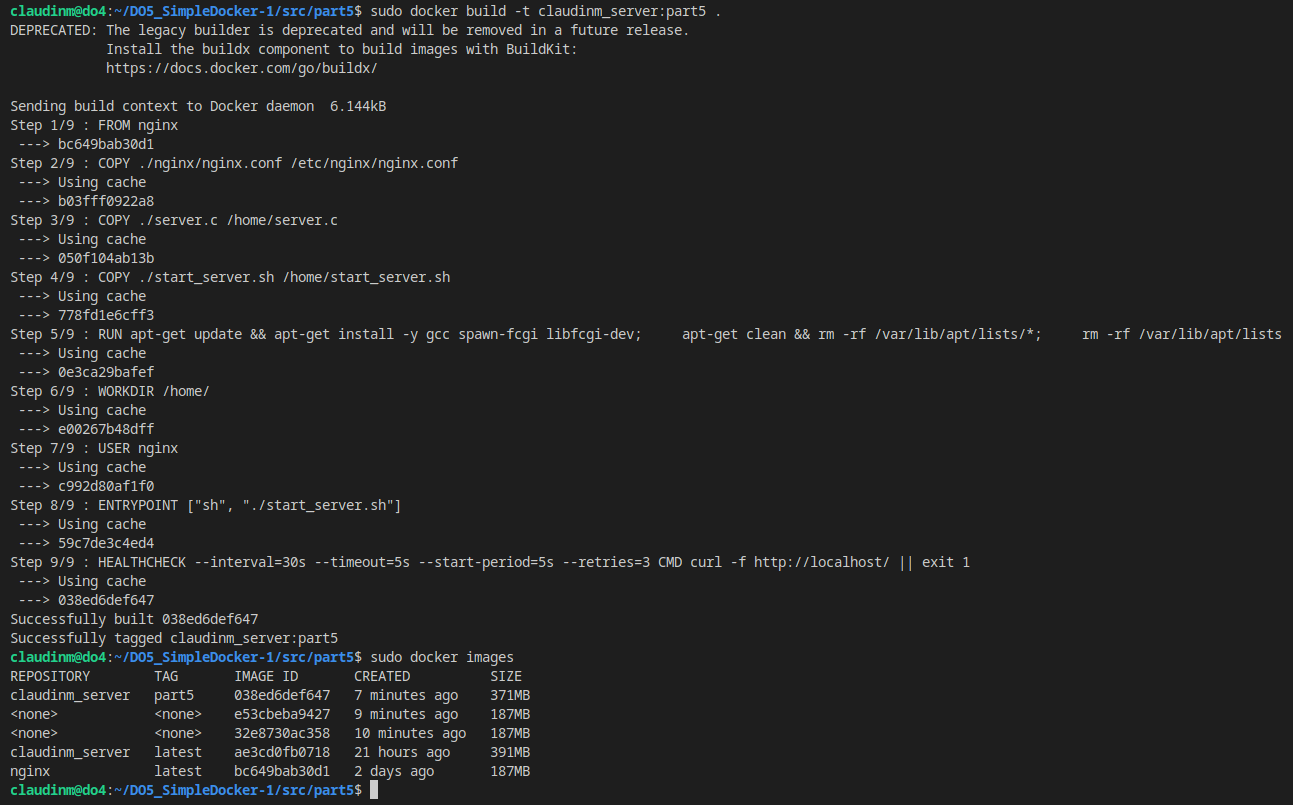 claudinm@do4:~/DO5_SimpleDocker-1/src/part5$ sudo docker build -t claudinm_server:part5 .
DEPRECATED: The legacy builder is deprecated and will be removed in a future release.
            Install the buildx component to build images with BuildKit:
            https://docs.docker.com/go/buildx/

Sending build context to Docker daemon  6.144kB
Step 1/9 : FROM nginx
 ---> bc649bab30d1
Step 2/9 : COPY ./nginx/nginx.conf /etc/nginx/nginx.conf
 ---> Using cache
 ---> b03fff0922a8
Step 3/9 : COPY ./server.c /home/server.c
 ---> Using cache
 ---> 050f104ab13b
Step 4/9 : COPY ./start_server.sh /home/start_server.sh
 ---> Using cache
 ---> 778fd1e6cff3
Step 5/9 : RUN apt-get update && apt-get install -y gcc spawn-fcgi libfcgi-dev;     apt-get clean && rm -rf /var/lib/apt/lists/*;     rm -rf /var/lib/apt/lists
 ---> Using cache
 ---> 0e3ca29bafef
Step 6/9 : WORKDIR /home/
 ---> Using cache
 ---> e00267b48dff
Step 7/9 : USER nginx
 ---> Using cache
 ---> c992d80af1f0
Step 8/9 : ENTRYPOINT ["sh", "./start_server.sh"]
 ---> Using cache
 ---> 59c7de3c4ed4
Step 9/9 : HEALTHCHECK --interval=30s --timeout=5s --start-period=5s --retries=3 CMD curl -f http://localhost/ || exit 1
 ---> Using cache
 ---> 038ed6def647
Successfully built 038ed6def647
Successfully tagged claudinm_server:part5
claudinm@do4:~/DO5_SimpleDocker-1/src/part5$ sudo docker images
REPOSITORY        TAG       IMAGE ID       CREATED          SIZE
claudinm_server   part5     038ed6def647   7 minutes ago    371MB
<none>            <none>    e53cbeba9427   9 minutes ago    187MB
<none>            <none>    32e8730ac358   10 minutes ago   187MB
claudinm_server   latest    ae3cd0fb0718   21 hours ago     391MB
nginx             latest    bc649bab30d1   2 days ago       187MB
claudinm@do4:~/DO5_SimpleDocker-1/src/part5$